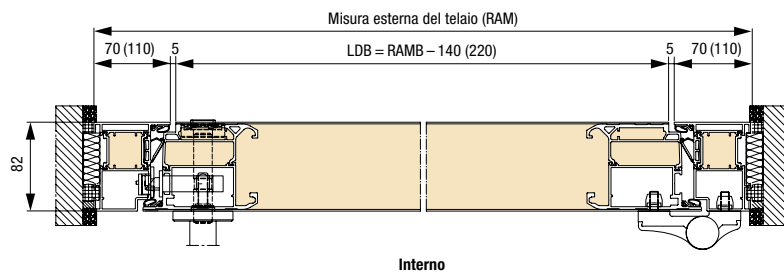 Misura esterna del telaio (RAM)
70 (110) 5 LDB = RAMB – 140 (220) 5 70 (110)
82
Interno